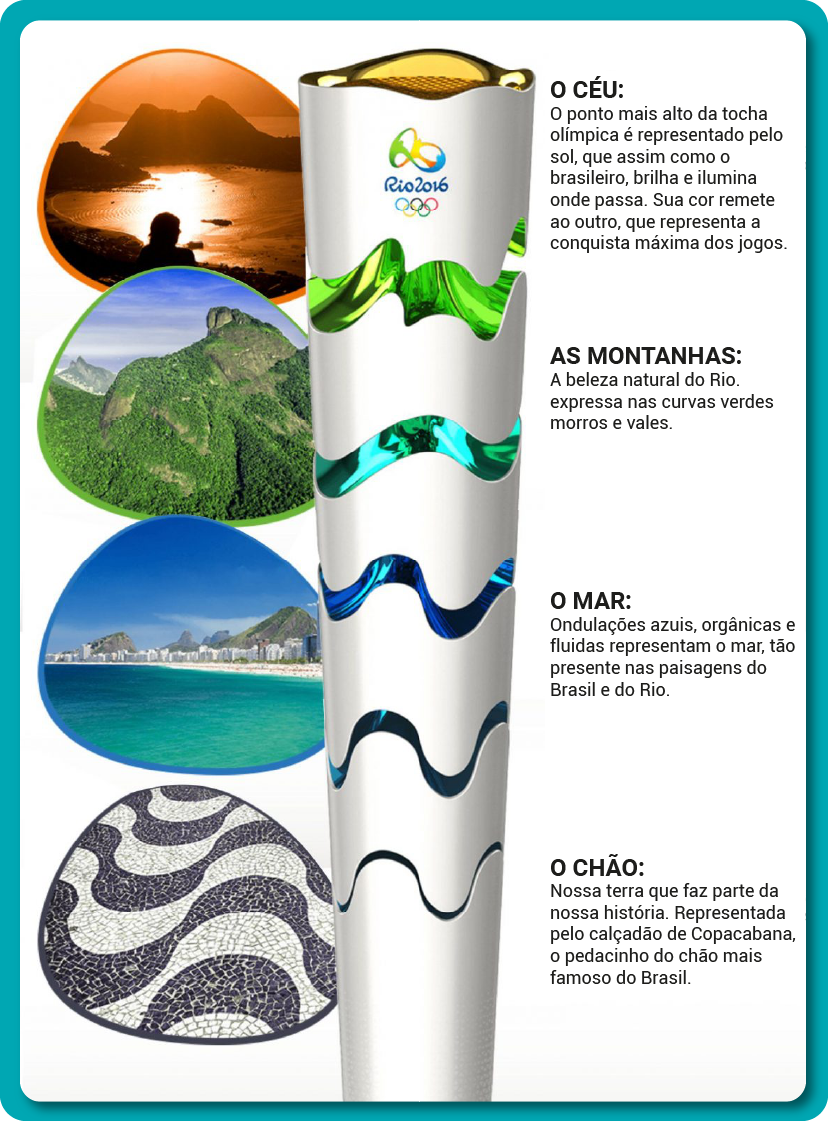 O CÉU:
O ponto mais alto da tocha
olímpica é representado pelo
sol, que assim como o
brasileiro, brilha e ilumina
onde passa. Sua cor remete
ao outro, que representa a
conquista máxima dos jogos.
Rio2016
AS MONTANHAS:
A beleza natural do Rio.
expressa nas curvas verdes
morros e vales.
O MAR:
Ondulações azuis, orgânicas e
fluidas representam o mar, tão
presente nas paisagens do
Brasil e do Rio.
O CHÃO:
Nossa terra que faz parte da
nossa história. Representada
pelo calçadão de Copacabana,
o pedacinho do chão mais
famoso do Brasil.